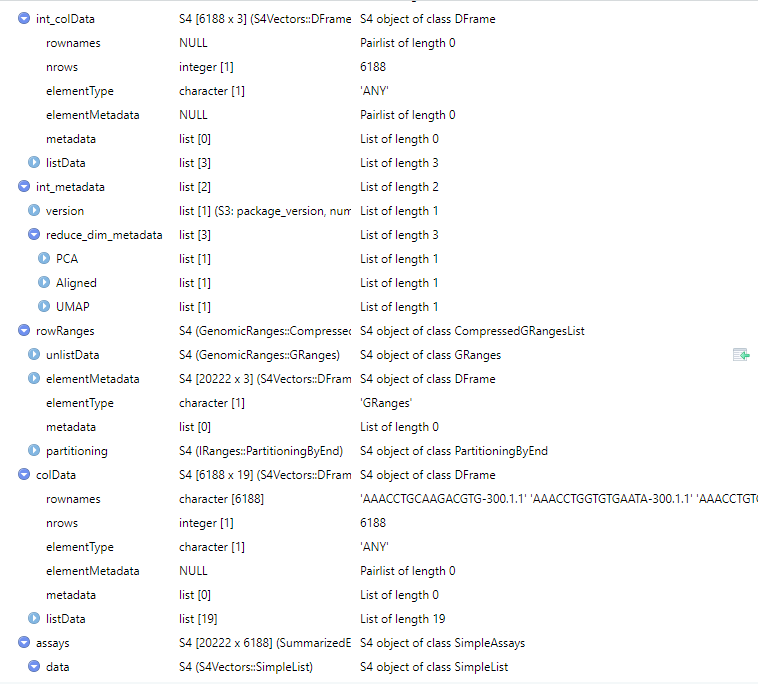 int_colData S4 [6188 x 3] (S4Vectors::DFrame S4 object of class DFrame
rownames NULL Pairlist of length 0
nrows integer [1] 6188
elementType character [1] 'ANY'
elementMetadata NULL Pairlist of length 0
metadata list [0] List of length 0
listData list [3] List of length 3
int_metadata list [2] List of length 2
version list [1] (S3: package_version, num List of length 1
reduce_dim_metadata list [3] List of length 3
PCA list [1] List of length 1
Aligned list [1] List of length 1
UMAP list [1] List of length 1
rowRanges S4 (GenomicRanges::Compressed S4 object of class CompressedGRangesList
unlistData S4 (GenomicRanges::GRanges) S4 object of class GRanges
elementMetadata S4 [20222 x 3] (S4Vectors::DFram S4 object of class DFrame
elementType character [1] 'GRanges'
metadata list [0] List of length 0
partitioning S4 (IRanges::PartitioningByEnd) S4 object of class PartitioningByEnd
colData S4 [6188 x 19] (S4Vectors::DFram S4 object of class DFrame
rownames character [6188] 'AAACCTGCAAGACGTG-300.1.1' 'AAACCTGGTGTGAATA-300.1.1' 'AAACCTGTC
nrows integer [1] 6188
elementType character [1] 'ANY'
elementMetadata NULL Pairlist of length 0
metadata list [0] List of length 0
listData list [19] List of length 19
assays S4 [20222 x 6188] (SummarizedE S4 object of class SimpleAssays
data S4 (S4Vectors::SimpleList) S4 object of class SimpleList